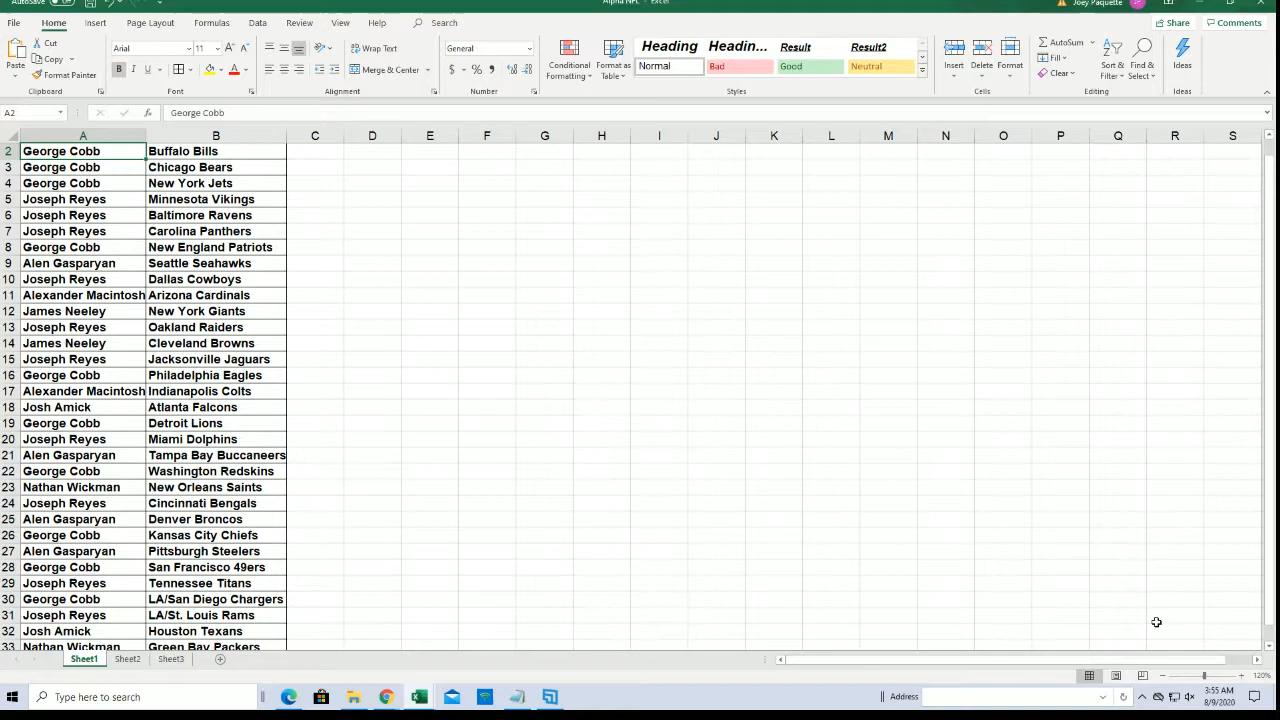 AutoSave Off Alpha NFL - Excel Joey Paquette JP
File Home Insert Page Layout Formulas Data Review View Help Search Share Comments
Paste Cut Copy Format Painter Clipboard
Arial 11 A A B I U A Font
Wrap Text Merge & Center Alignment
General $ % , Number
Conditional Formatting Format as Table
Heading Headin... Result Result2
Normal Bad Good Neutral
Styles
Insert Delete Format Cells
AutoSum Fill Clear Sort & Filter Find & Select Editing
Ideas Ideas
A2 fx George Cobb
A B C D E F G H I J K L M N O P Q R S
2 George Cobb Buffalo Bills
3 George Cobb Chicago Bears
4 George Cobb New York Jets
5 Joseph Reyes Minnesota Vikings
6 Joseph Reyes Baltimore Ravens
7 Joseph Reyes Carolina Panthers
8 George Cobb New England Patriots
9 Alen Gasparyan Seattle Seahawks
10 Joseph Reyes Dallas Cowboys
11 Alexander Macintosh Arizona Cardinals
12 James Neeley New York Giants
13 Joseph Reyes Oakland Raiders
14 James Neeley Cleveland Browns
15 Joseph Reyes Jacksonville Jaguars
16 George Cobb Philadelphia Eagles
17 Alexander Macintosh Indianapolis Colts
18 Josh Amick Atlanta Falcons
19 George Cobb Detroit Lions
20 Joseph Reyes Miami Dolphins
21 Alen Gasparyan Tampa Bay Buccaneers
22 George Cobb Washington Redskins
23 Nathan Wickman New Orleans Saints
24 Joseph Reyes Cincinnati Bengals
25 Alen Gasparyan Denver Broncos
26 George Cobb Kansas City Chiefs
27 Alen Gasparyan Pittsburgh Steelers
28 George Cobb San Francisco 49ers
29 Joseph Reyes Tennessee Titans
30 George Cobb LA/San Diego Chargers
31 Joseph Reyes LA/St. Louis Rams
32 Josh Amick Houston Texans
33 Nathan Wickman Green Bay Packers
Sheet1 Sheet2 Sheet3
120%
Type here to search Address 3:55 AM
8/9/2020